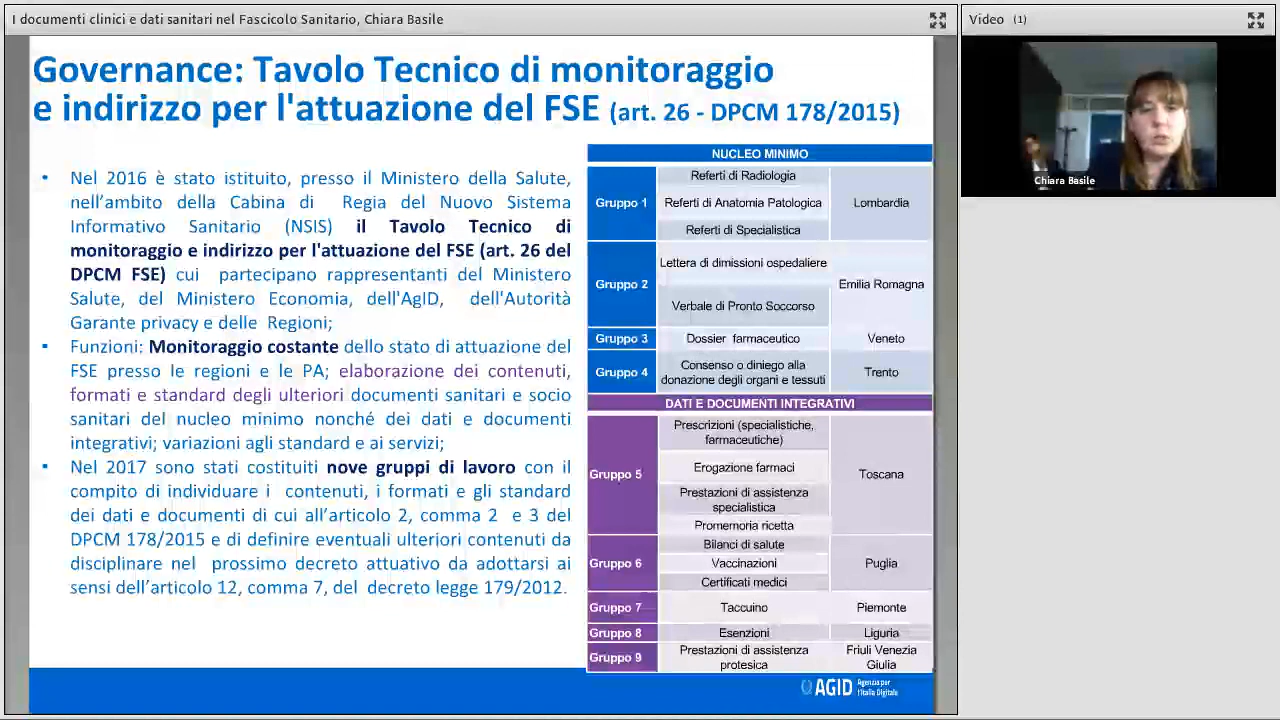 I documenti clinici e dati sanitari nel Fascicolo Sanitario, Chiara Basile
Video (1)
Governance: Tavolo Tecnico di monitoraggio
e indirizzo per l'attuazione del FSE (art. 26 - DPCM 178/2015)
• Nel 2016 è stato istituito, presso il Ministero della Salute,
nell'ambito della Cabina di Regia del Nuovo Sistema
Informativo Sanitario (NSIS) il Tavolo Tecnico di
monitoraggio e indirizzo per l'attuazione del FSE (art. 26 del
DPCM FSE) cui partecipano rappresentanti del Ministero
Salute, del Ministero Economia, dell'AgID, dell'Autorità
Garante privacy e delle Regioni;
• Funzioni: Monitoraggio costante dello stato di attuazione del
FSE presso le regioni e le PA; elaborazione dei contenuti,
formati e standard degli ulteriori documenti sanitari e socio
sanitari del nucleo minimo nonché dei dati e documenti
integrativi; variazioni agli standard e ai servizi;
• Nel 2017 sono stati costituiti nove gruppi di lavoro con il
compito di individuare i contenuti, i formati e gli standard
dei dati e documenti di cui all'articolo 2, comma 2 e 3 del
DPCM 178/2015 e di definire eventuali ulteriori contenuti da
disciplinare nel prossimo decreto attuativo da adottarsi ai
sensi dell'articolo 12, comma 7, del decreto legge 179/2012.
NUCLEO MINIMO
Gruppo 1
Referti di Radiologia
Referti di Anatomia Patologica
Referti di Specialistica
Lombardia
Gruppo 2
Lettera di dimissioni ospedaliere
Verbale di Pronto Soccorso
Emilia Romagna
Gruppo 3
Dossier farmaceutico
Veneto
Gruppo 4
Consenso o diniego alla
donazione degli organi e tessuti
Trento
DATI E DOCUMENTI INTEGRATIVI
Gruppo 5
Prescrizioni (specialistiche,
farmaceutiche)
Erogazione farmaci
Prestazioni di assistenza
specialistica
Promemoria ricetta
Toscana
Gruppo 6
Bilanci di salute
Vaccinazioni
Certificati medici
Puglia
Gruppo 7
Taccuino
Piemonte
Gruppo 8
Esenzioni
Liguria
Gruppo 9
Prestazioni di assistenza
protesica
Friuli Venezia
Giulia
AGID Agenzia per
l'Italia Digitale
Chiara Basile